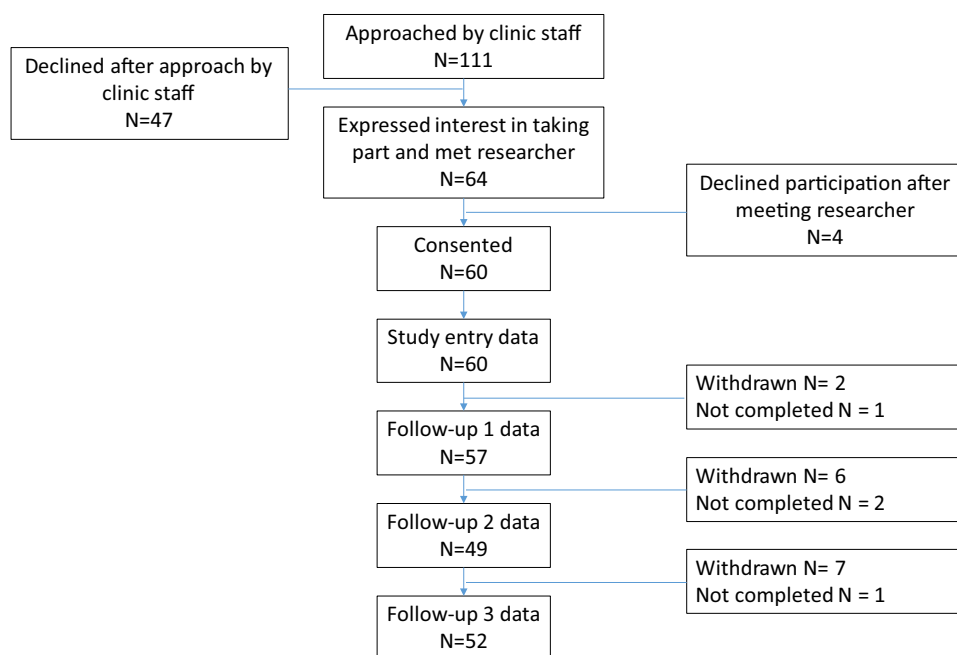 Approached by clinic staff
N=111
Declined after approach by
clinic staff
N=47
Expressed interest in taking
part and met researcher
N=64
Declined participation after
meeting researcher
N=4
Consented
N=60
Study entry data
N=60
Withdrawn N= 2
Not completed N = 1
Follow-up 1 data
N=57
Withdrawn N= 6
Not completed N = 2
Follow-up 2 data
N=49
Withdrawn N= 7
Not completed N = 1
Follow-up 3 data
N=52